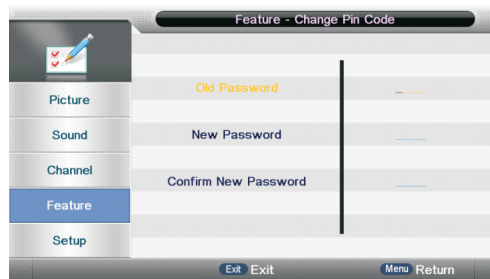 Feature - Change Pin Code
Picture
Sound
Channel
Feature
Setup
Old Password
New Password
Confirm New Password
Exit Exit
Menu Return